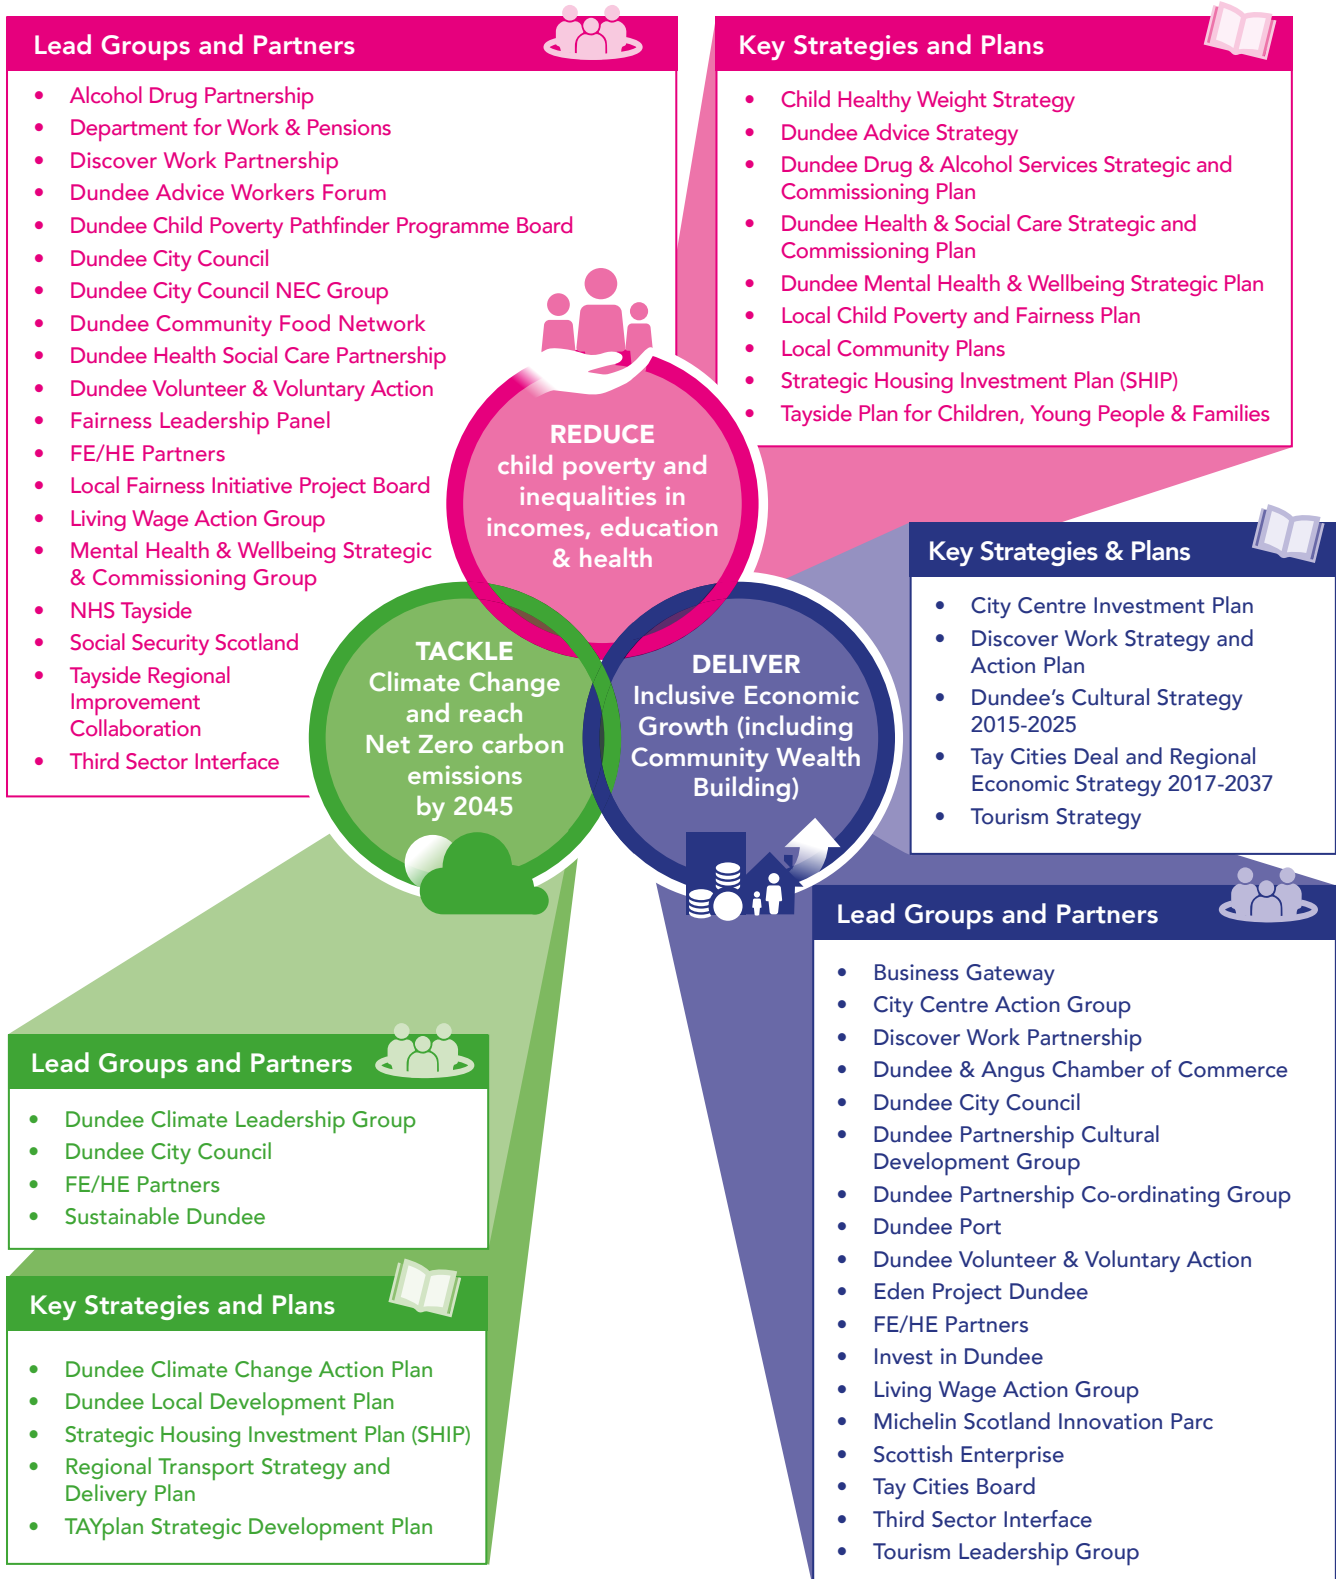 Lead Groups and Partners
• Alcohol Drug Partnership
• Department for Work & Pensions
• Discover Work Partnership
• Dundee Advice Workers Forum
• Dundee Child Poverty Pathfinder Programme Board
• Dundee City Council
• Dundee City Council NEC Group
• Dundee Community Food Network
• Dundee Health Social Care Partnership
• Dundee Volunteer & Voluntary Action
• Fairness Leadership Panel
• FE/HE Partners
• Local Fairness Initiative Project Board
• Living Wage Action Group
• Mental Health & Wellbeing Strategic
& Commissioning Group
• NHS Tayside
• Social Security Scotland
• Tayside Regional
Improvement
Collaboration
• Third Sector Interface
Key Strategies and Plans
• Child Healthy Weight Strategy
• Dundee Advice Strategy
• Dundee Drug & Alcohol Services Strategic and
Commissioning Plan
• Dundee Health & Social Care Strategic and
Commissioning Plan
• Dundee Mental Health & Wellbeing Strategic Plan
• Local Child Poverty and Fairness Plan
• Local Community Plans
• Strategic Housing Investment Plan (SHIP)
• Tayside Plan for Children, Young People & Families
REDUCE
child poverty and
inequalities in
incomes, education
& health
TACKLE
Climate Change
and reach
Net Zero carbon
emissions
by 2045
DELIVER
Inclusive Economic
Growth (including
Community Wealth
Building)
Key Strategies & Plans
• City Centre Investment Plan
• Discover Work Strategy and
Action Plan
• Dundee’s Cultural Strategy
2015-2025
• Tay Cities Deal and Regional
Economic Strategy 2017-2037
• Tourism Strategy
Lead Groups and Partners
• Business Gateway
• City Centre Action Group
• Discover Work Partnership
• Dundee & Angus Chamber of Commerce
• Dundee City Council
• Dundee Partnership Cultural
Development Group
• Dundee Partnership Co-ordinating Group
• Dundee Port
• Dundee Volunteer & Voluntary Action
• Eden Project Dundee
• FE/HE Partners
• Invest in Dundee
• Living Wage Action Group
• Michelin Scotland Innovation Parc
• Scottish Enterprise
• Tay Cities Board
• Third Sector Interface
• Tourism Leadership Group
Lead Groups and Partners
• Dundee Climate Leadership Group
• Dundee City Council
• FE/HE Partners
• Sustainable Dundee
Key Strategies and Plans
• Dundee Climate Change Action Plan
• Dundee Local Development Plan
• Strategic Housing Investment Plan (SHIP)
• Regional Transport Strategy and
Delivery Plan
• TAYplan Strategic Development Plan